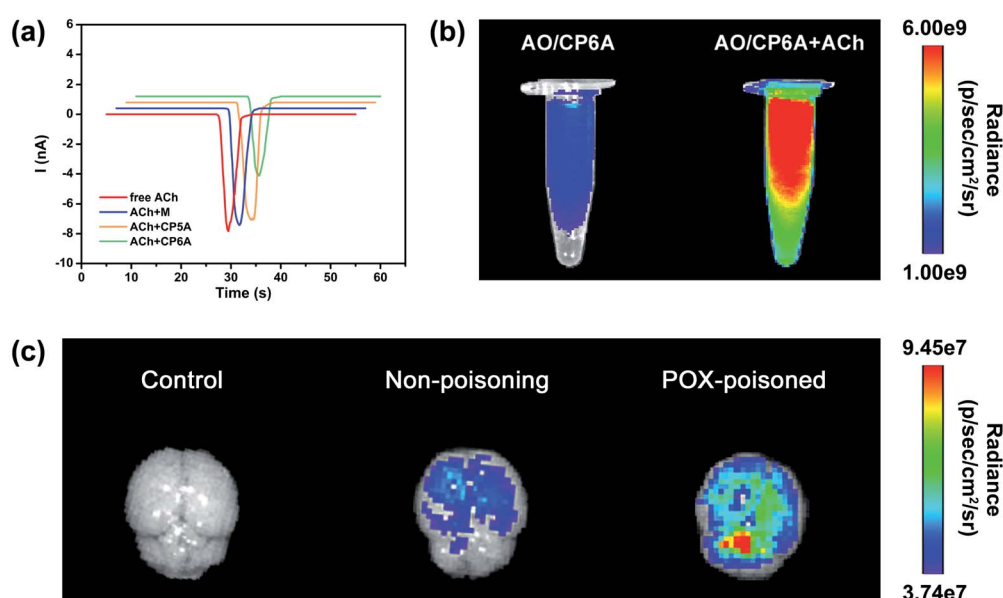 (a)
6
4
2
0
-2
-4
-6
-8
-10
I (nA)
free ACh
ACh+M
ACh+CP5A
ACh+CP6A
0 10 20 30 40 50 60
Time (s)
(b)
AO/CP6A
AO/CP6A+ACh
6.00e9
Radiance
(p/sec/cm²/sr)
1.00e9
(c)
Control
Non-poisoning
POX-poisoned
9.45e7
Radiance
(p/sec/cm²/sr)
3.74e7